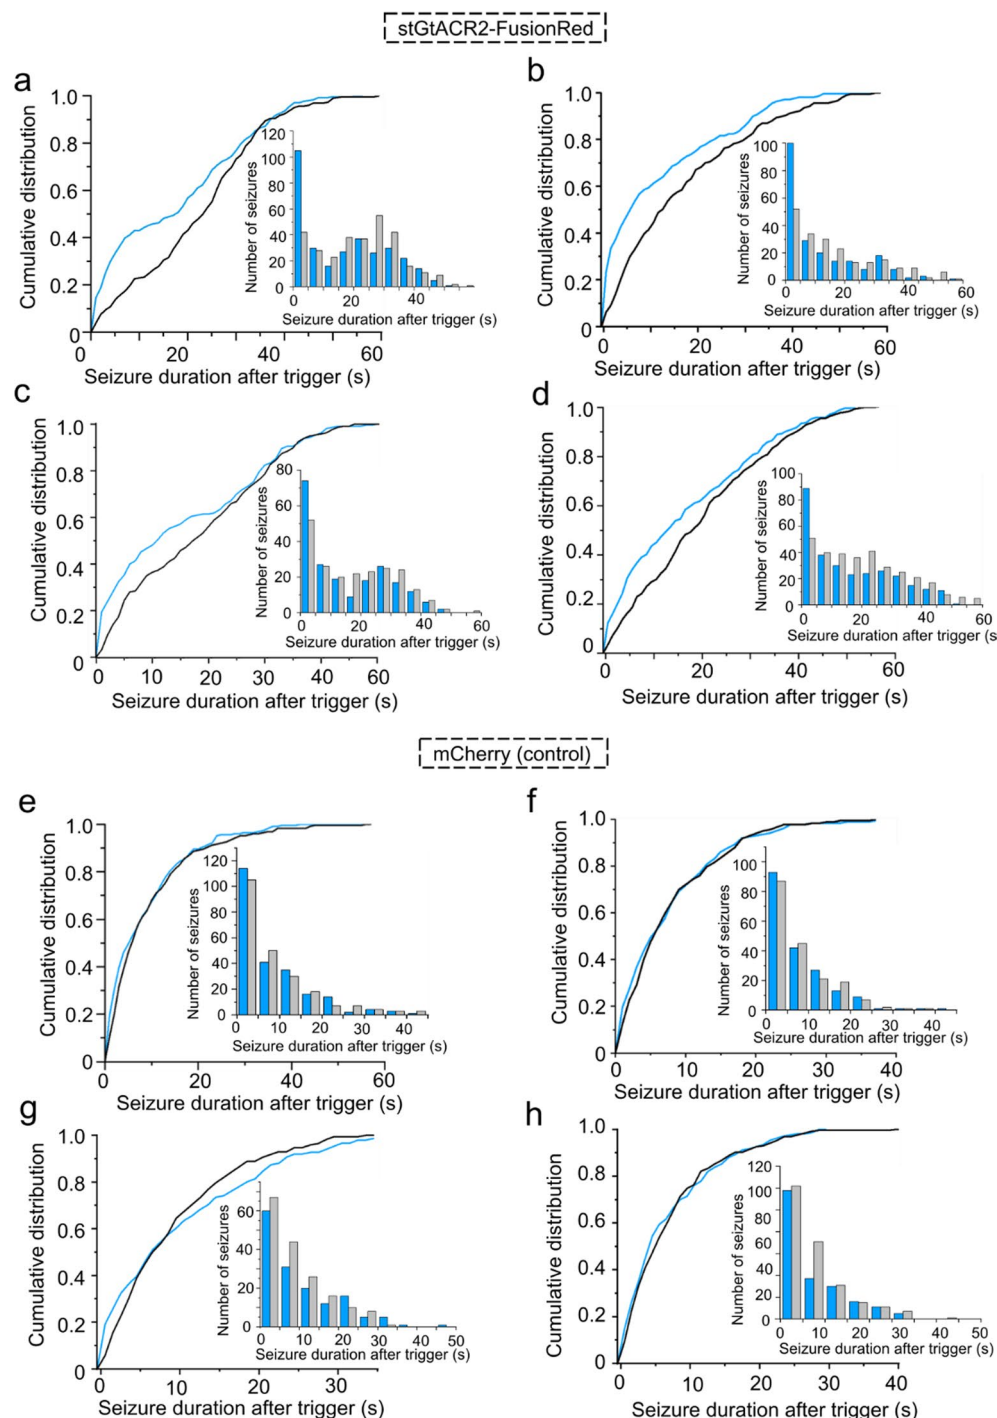 stGtACR2-FusionRed
a
Cumulative distribution
1.0
0.8
0.6
0.4
0.2
0
0 20 40 60
Seizure duration after trigger (s)
Number of seizures
120
100
80
60
40
20
0
0 20 40
Seizure duration after trigger (s)
b
Cumulative distribution
1.0
0.8
0.6
0.4
0.2
0
0 20 40 60
Seizure duration after trigger (s)
Number of seizures
100
80
60
40
20
0
0 20 40 60
Seizure duration after trigger (s)
c
Cumulative distribution
1.0
0.8
0.6
0.4
0.2
0
0 10 20 30 40 60
Seizure duration after trigger (s)
Number of seizures
80
60
40
20
0
0 20 40 60
Seizure duration after trigger (s)
d
Cumulative distribution
1.0
0.8
0.6
0.4
0.2
0
0 20 40 60
Seizure duration after trigger (s)
Number of seizures
100
80
60
40
20
0
0 10 20 30 40 50 60
Seizure duration after trigger (s)
mCherry (control)
e
Cumulative distribution
1.0
0.8
0.6
0.4
0.2
0
0 20 40 60
Seizure duration after trigger (s)
Number of seizures
120
100
80
60
40
20
0
0 10 20 30 40
Seizure duration after trigger (s)
f
Cumulative distribution
1.0
0.8
0.6
0.4
0.2
0
0 10 20 30 40
Seizure duration after trigger (s)
Number of seizures
100
80
60
40
20
0
0 10 20 30 40
Seizure duration after trigger (s)
g
Cumulative distribution
1.0
0.8
0.6
0.4
0.2
0
0 10 20 30
Seizure duration after trigger (s)
Number of seizures
60
40
20
0
0 10 20 30 40 50
Seizure duration after trigger (s)
h
Cumulative distribution
1.0
0.8
0.6
0.4
0.2
0
0 10 20 30 40
Seizure duration after trigger (s)
Number of seizures
120
100
80
60
40
20
0
0 10 20 30 40 50
Seizure duration after trigger (s)